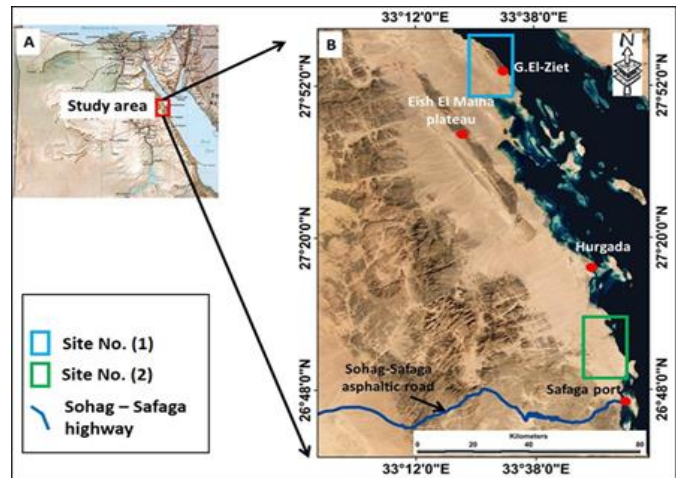 A
Study area
Site No. (1)
Site No. (2)
Sohag – Safaga
highway
33°12'0"E
33°38'0"E
B
N
G.El-Ziet
27°52'0"N
27°52'0"N
Eish El Maina
plateau
27°20'0"N
27°20'0"N
Hurgada
Sohag-Safaga
asphaltic road
Safaga port
26°48'0"N
26°48'0"N
Kilometers
0
20
40
80
33°12'0"E
33°38'0"E